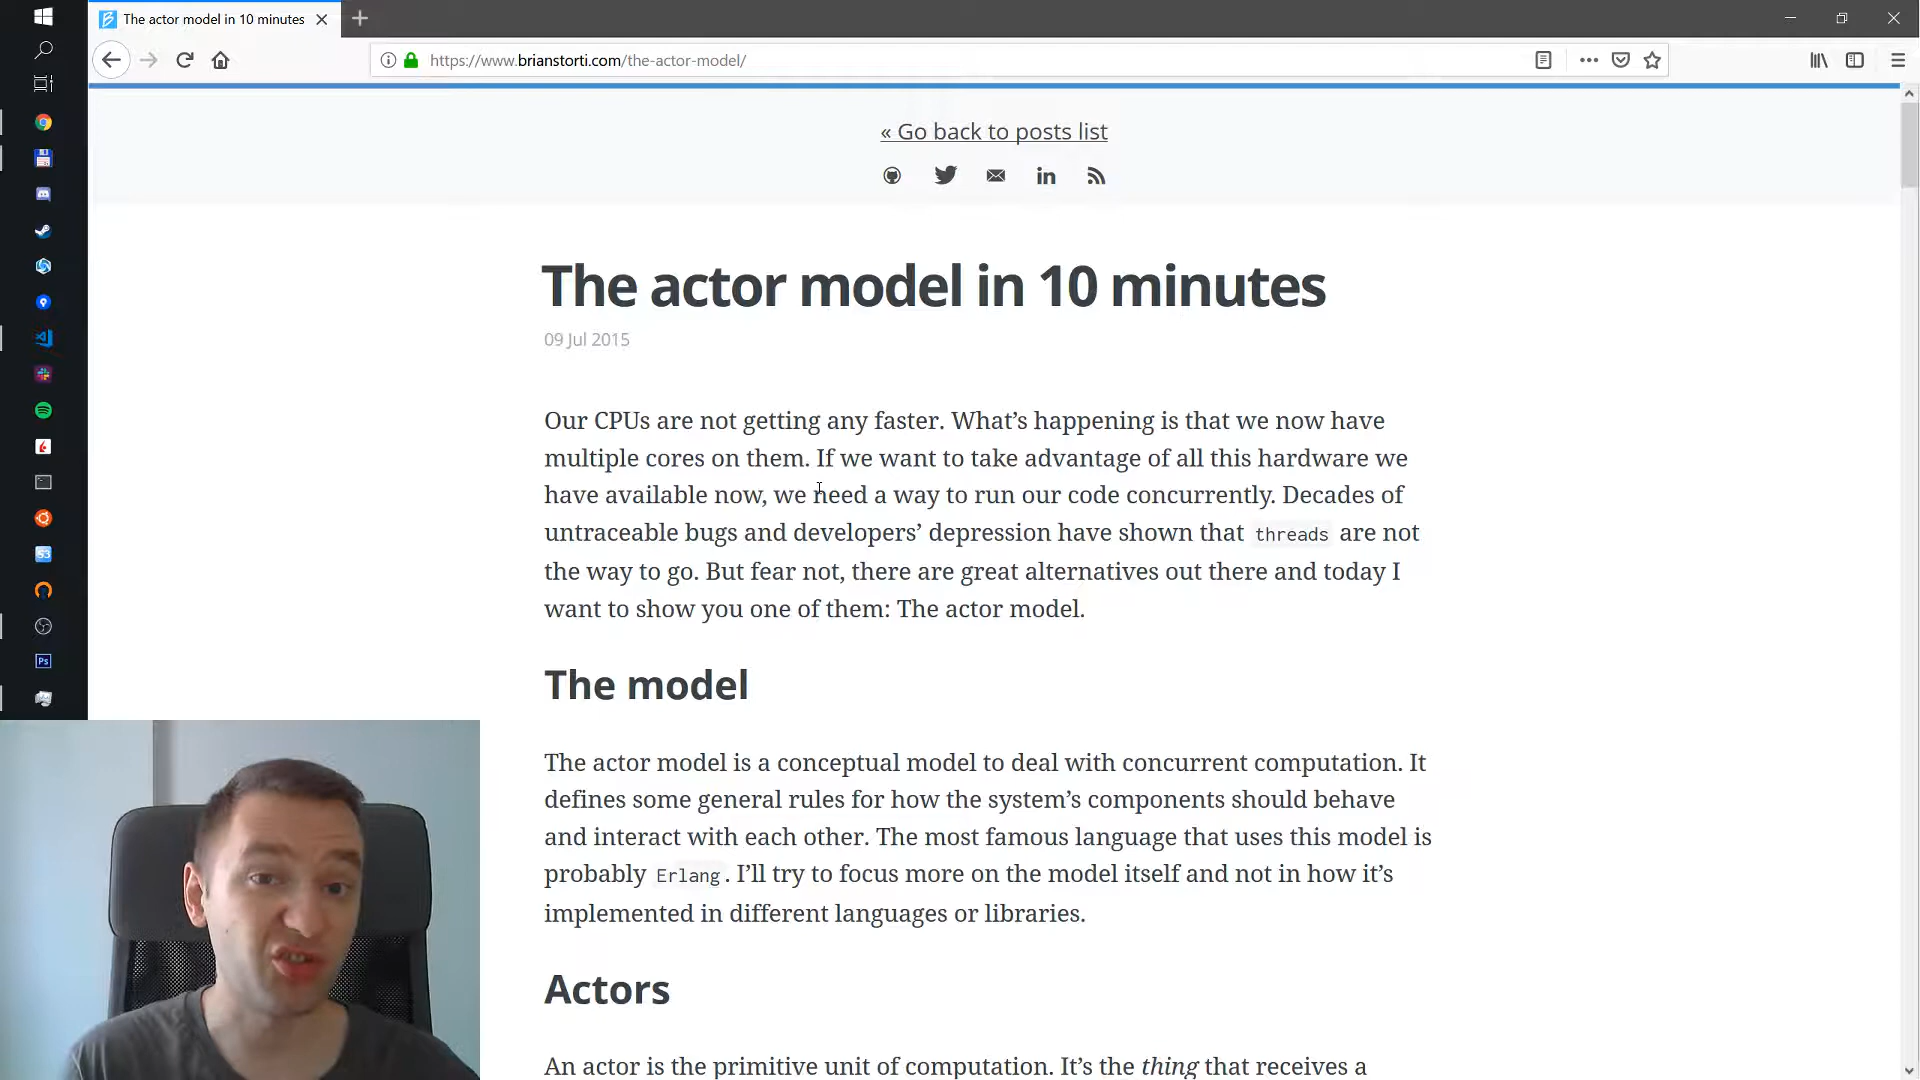 The actor model in 10 minutes
https://www.brianstorti.com/the-actor-model/
« Go back to posts list
The actor model in 10 minutes
09 Jul 2015
Our CPUs are not getting any faster. What’s happening is that we now have
multiple cores on them. If we want to take advantage of all this hardware we
have available now, we need a way to run our code concurrently. Decades of
untraceable bugs and developers’ depression have shown that threads are not
the way to go. But fear not, there are great alternatives out there and today I
want to show you one of them: The actor model.
The model
The actor model is a conceptual model to deal with concurrent computation. It
defines some general rules for how the system’s components should behave
and interact with each other. The most famous language that uses this model is
probably Erlang. I’ll try to focus more on the model itself and not in how it’s
implemented in different languages or libraries.
Actors
An actor is the primitive unit of computation. It’s the thing that receives a
Ps